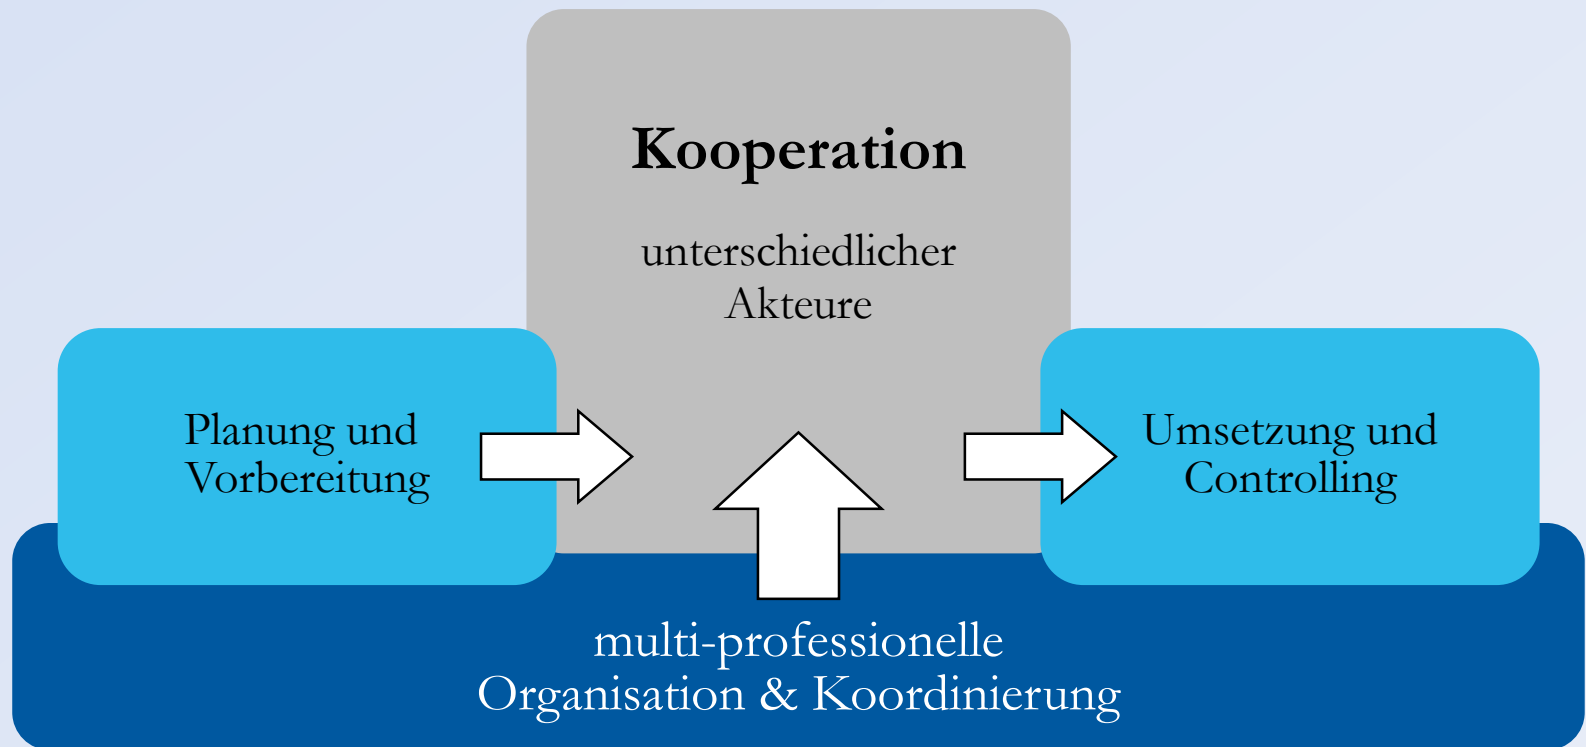 Kooperation
unterschiedlicher
Akteure
Planung und
Vorbereitung
Umsetzung und
Controlling
multi-professionelle
Organisation & Koordinierung